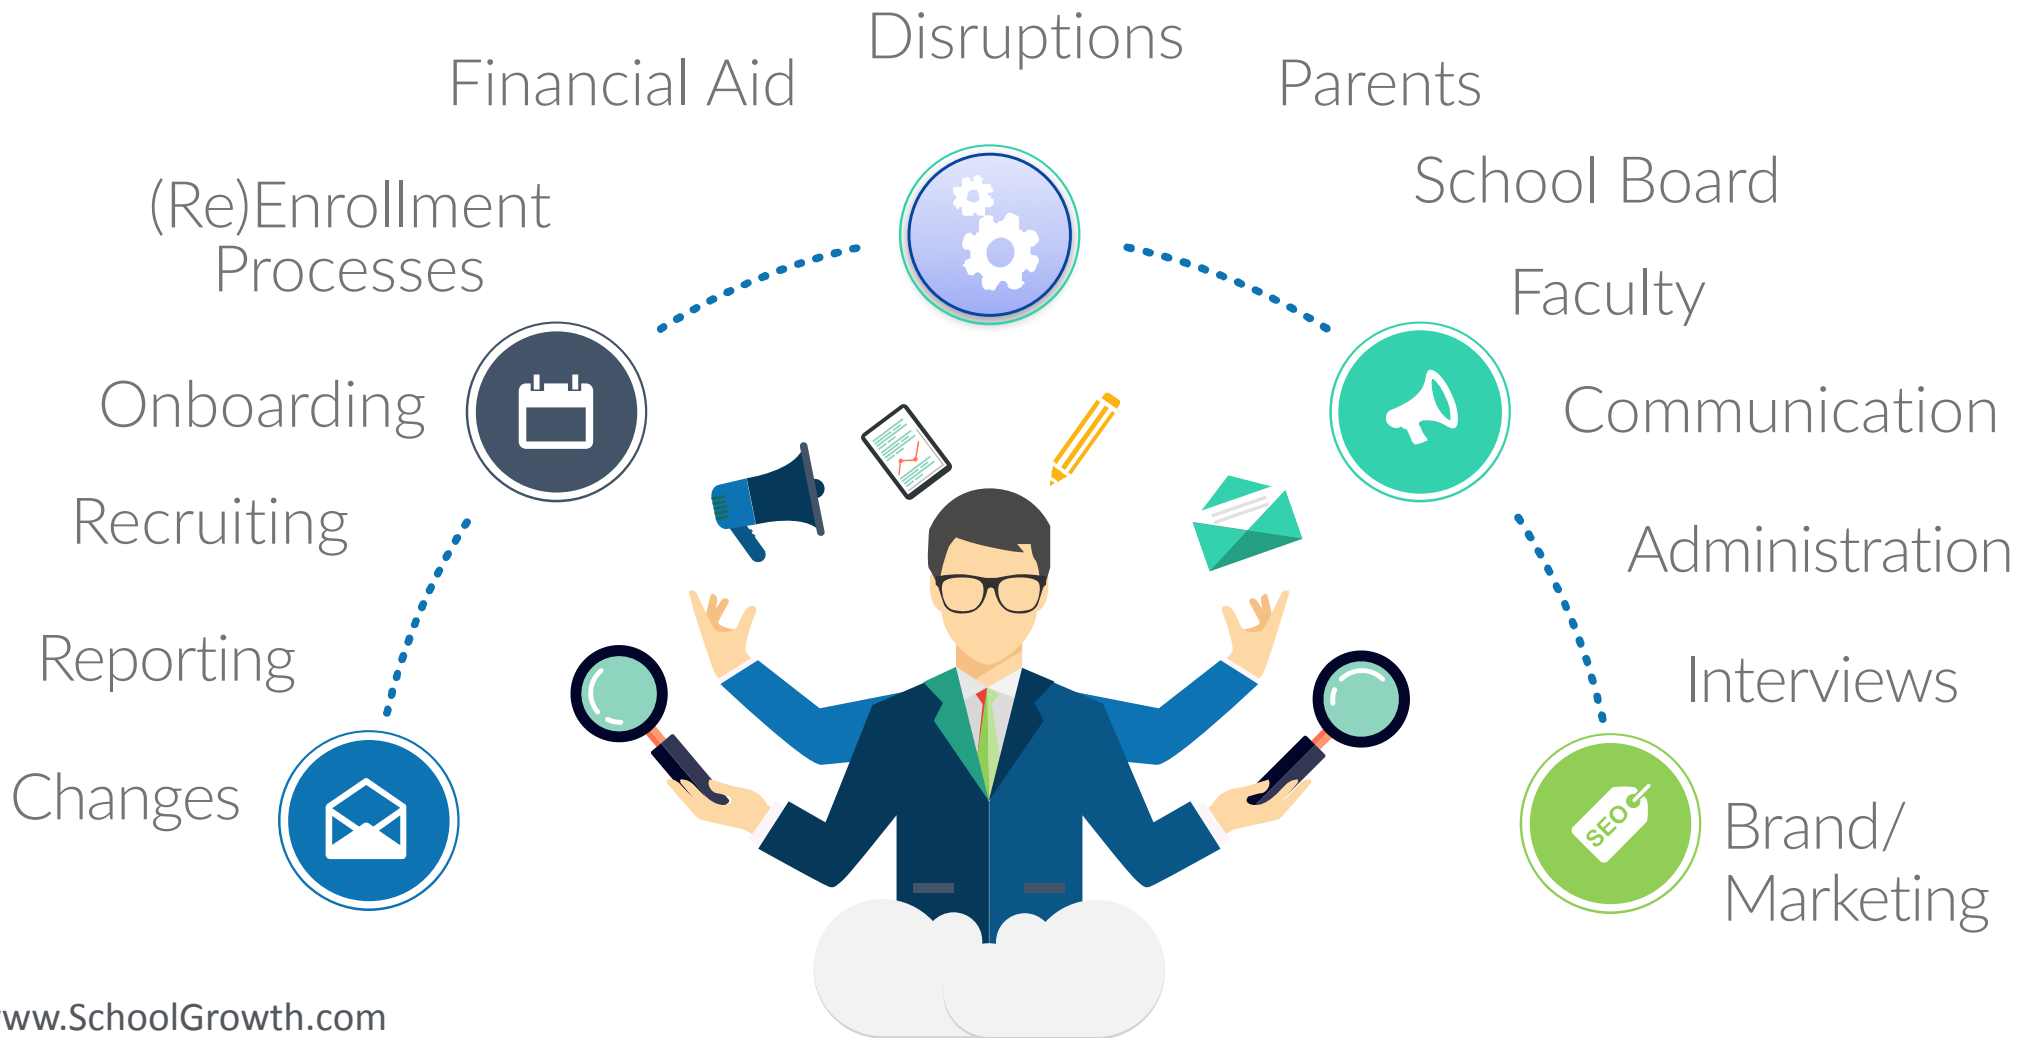 Disruptions
Financial Aid
Parents
School Board
(Re)Enrollment
Processes
Faculty
Onboarding
Communication
Recruiting
Administration
Reporting
Interviews
Changes
SEO
Brand/
Marketing
ww.SchoolGrowth.com